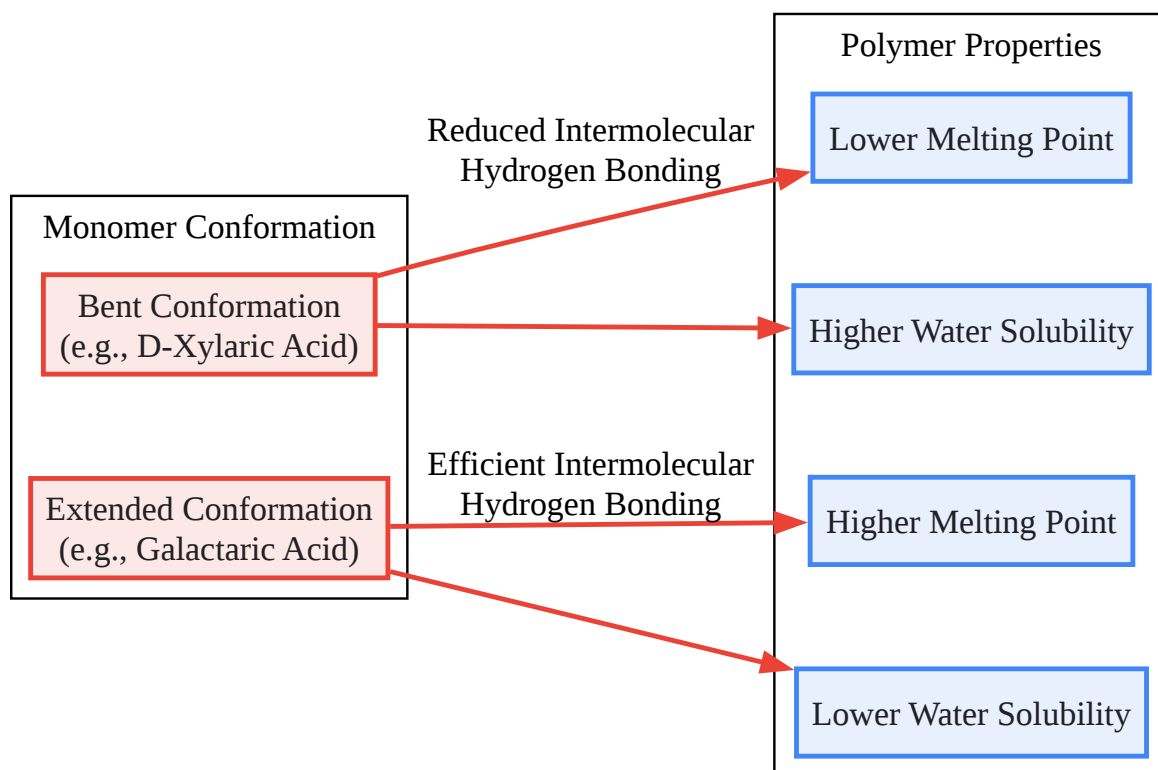 Polymer Properties
Lower Melting Point
Reduced Intermolecular
Hydrogen Bonding
Monomer Conformation
Bent Conformation
(e.g., D-Xylaric Acid)
Higher Water Solubility
Extended Conformation
(e.g., Galactaric Acid)
Efficient Intermolecular
Hydrogen Bonding
Higher Melting Point
Lower Water Solubility